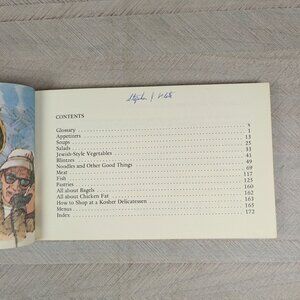 CONTENTS
Glossary
Appetizers 1
Soups 13
Salads 25
Jewish-Style Vegetables 33
Blintzes 41
Noodles and Other Good Things 49
Meat 69
Fish 117
Pastries 125
All about Bagels 160
All about Chicken Fat 162
How to Shop at a Kosher Delicatessen 163
Menus 165
Index 172